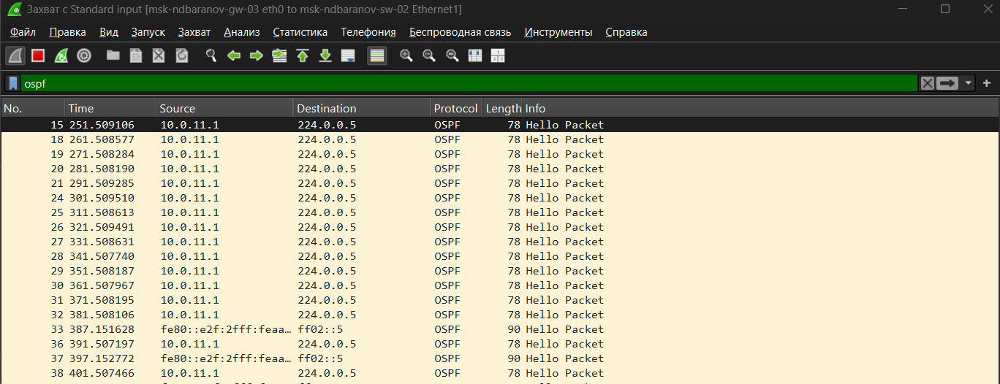 Захват с Standard input [msk-ndbaranov-gw-03 eth0 to msk-ndbaranov-sw-02 Ethernet1]
Файл Правка Вид Запуск Захват Анализ Статистика Телефония Беспроводная связь Инструменты Справка
ospf
No. Time Source Destination Protocol Length Info
15 251.509106 10.0.11.1 224.0.0.5 OSPF 78 Hello Packet
18 261.508577 10.0.11.1 224.0.0.5 OSPF 78 Hello Packet
19 271.508284 10.0.11.1 224.0.0.5 OSPF 78 Hello Packet
20 281.508190 10.0.11.1 224.0.0.5 OSPF 78 Hello Packet
21 291.509285 10.0.11.1 224.0.0.5 OSPF 78 Hello Packet
24 301.509510 10.0.11.1 224.0.0.5 OSPF 78 Hello Packet
25 311.508613 10.0.11.1 224.0.0.5 OSPF 78 Hello Packet
26 321.509491 10.0.11.1 224.0.0.5 OSPF 78 Hello Packet
27 331.508631 10.0.11.1 224.0.0.5 OSPF 78 Hello Packet
28 341.507740 10.0.11.1 224.0.0.5 OSPF 78 Hello Packet
29 351.508187 10.0.11.1 224.0.0.5 OSPF 78 Hello Packet
30 361.507967 10.0.11.1 224.0.0.5 OSPF 78 Hello Packet
31 371.508195 10.0.11.1 224.0.0.5 OSPF 78 Hello Packet
32 381.508106 10.0.11.1 224.0.0.5 OSPF 78 Hello Packet
33 387.151628 fe80::e2f:2fff:feaa… ff02::5 OSPF 90 Hello Packet
36 391.507197 10.0.11.1 224.0.0.5 OSPF 78 Hello Packet
37 397.152772 fe80::e2f:2fff:feaa… ff02::5 OSPF 90 Hello Packet
38 401.507466 10.0.11.1 224.0.0.5 OSPF 78 Hello Packet